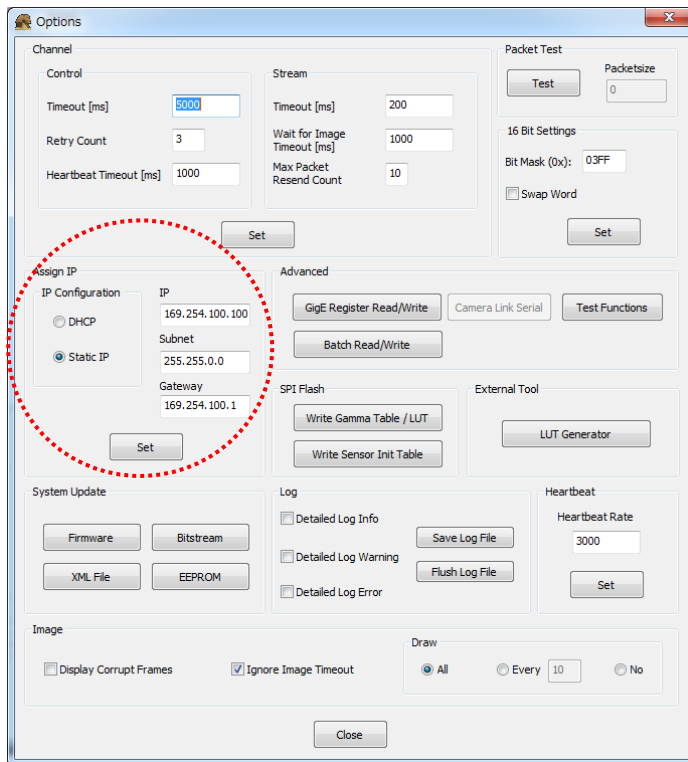 Options
Channel
Control
Timeout [ms]
5000
Retry Count
3
Heartbeat Timeout [ms]
1000
Stream
Timeout [ms]
200
Wait for Image
Timeout [ms]
1000
Max Packet
Resend Count
10
Set
Packet Test
Test
Packetsize
0
16 Bit Settings
Bit Mask (0x):
03FF
Swap Word
Set
Assign IP
IP Configuration
DHCP
Static IP
IP
169.254.100.100
Subnet
255.255.0.0
Gateway
169.254.100.1
Set
Advanced
GigE Register Read/Write
Camera Link Serial
Test Functions
Batch Read/Write
SPI Flash
Write Gamma Table / LUT
Write Sensor Init Table
External Tool
LUT Generator
System Update
Firmware
Bitstream
XML File
EEPROM
Log
Detailed Log Info
Detailed Log Warning
Detailed Log Error
Save Log File
Flush Log File
Heartbeat
Heartbeat Rate
3000
Set
Image
Display Corrupt Frames
Ignore Image Timeout
Draw
All
Every
10
No
Close